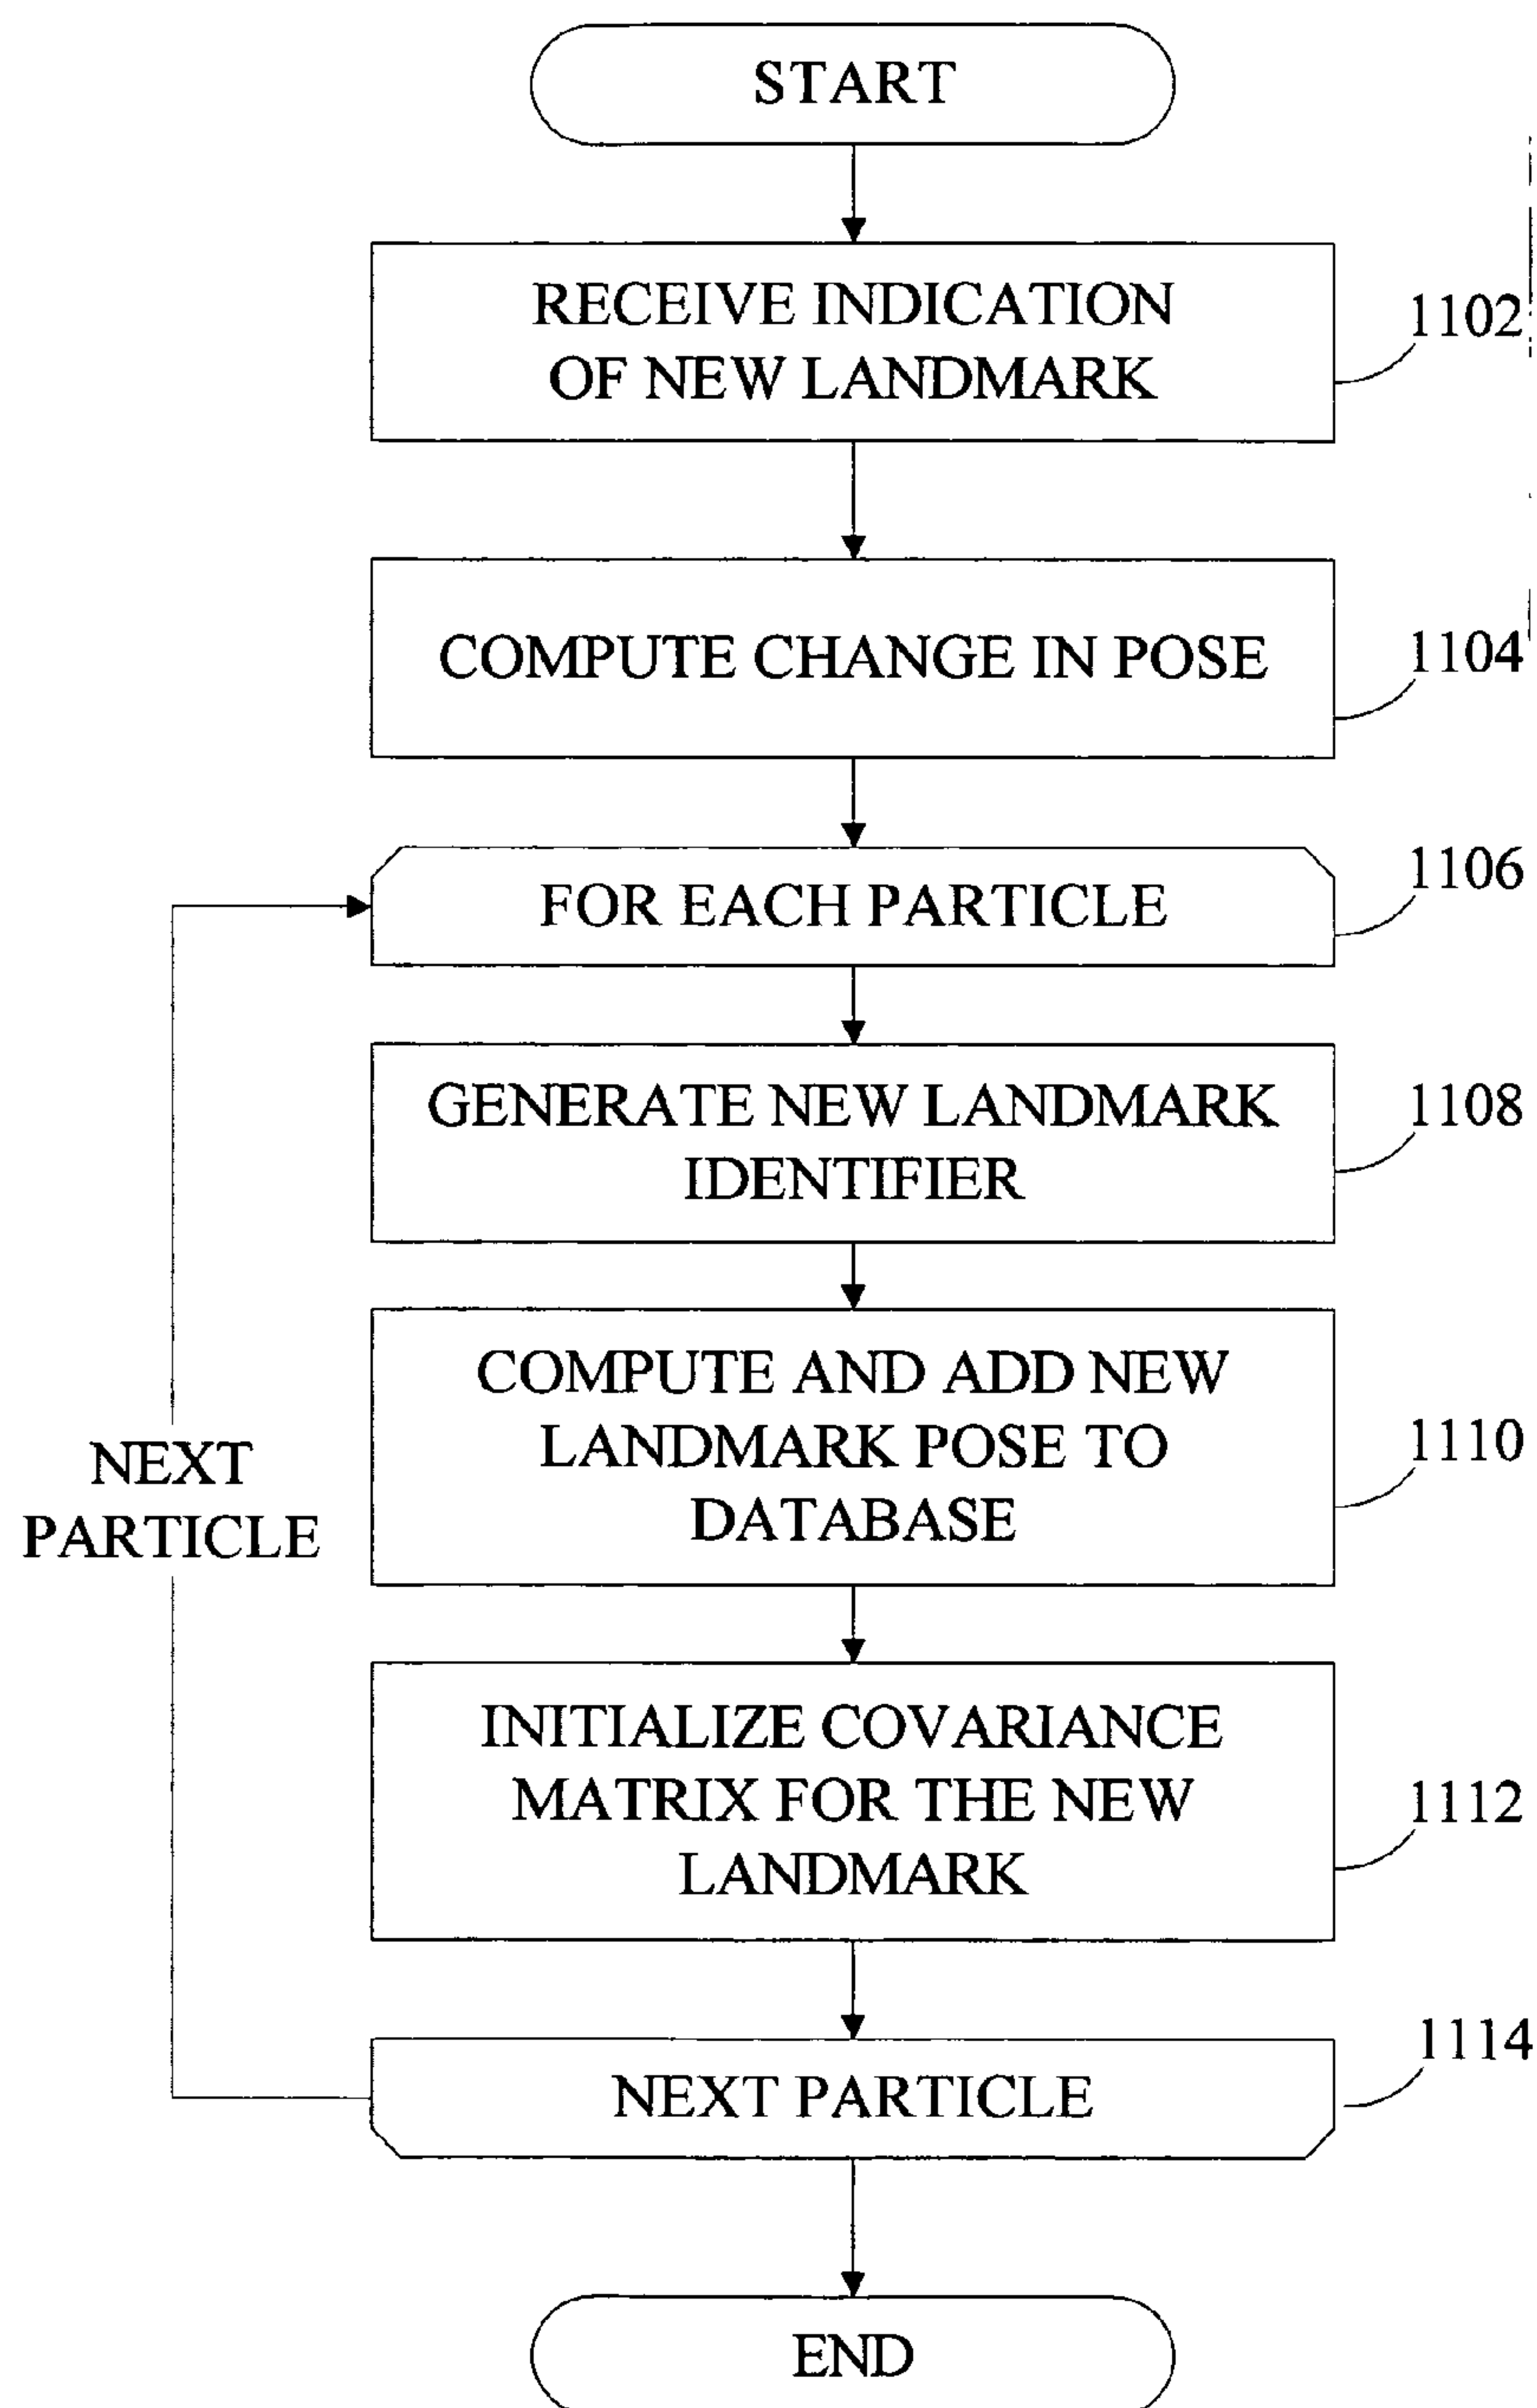 START
RECEIVE INDICATION
OF NEW LANDMARK
1102
COMPUTE CHANGE IN POSE
1104
FOR EACH PARTICLE
1106
GENERATE NEW LANDMARK
IDENTIFIER
1108
COMPUTE AND ADD NEW
LANDMARK POSE TO
DATABASE
1110
NEXT
PARTICLE
INITIALIZE COVARIANCE
MATRIX FOR THE NEW
LANDMARK
1112
NEXT PARTICLE
1114
END